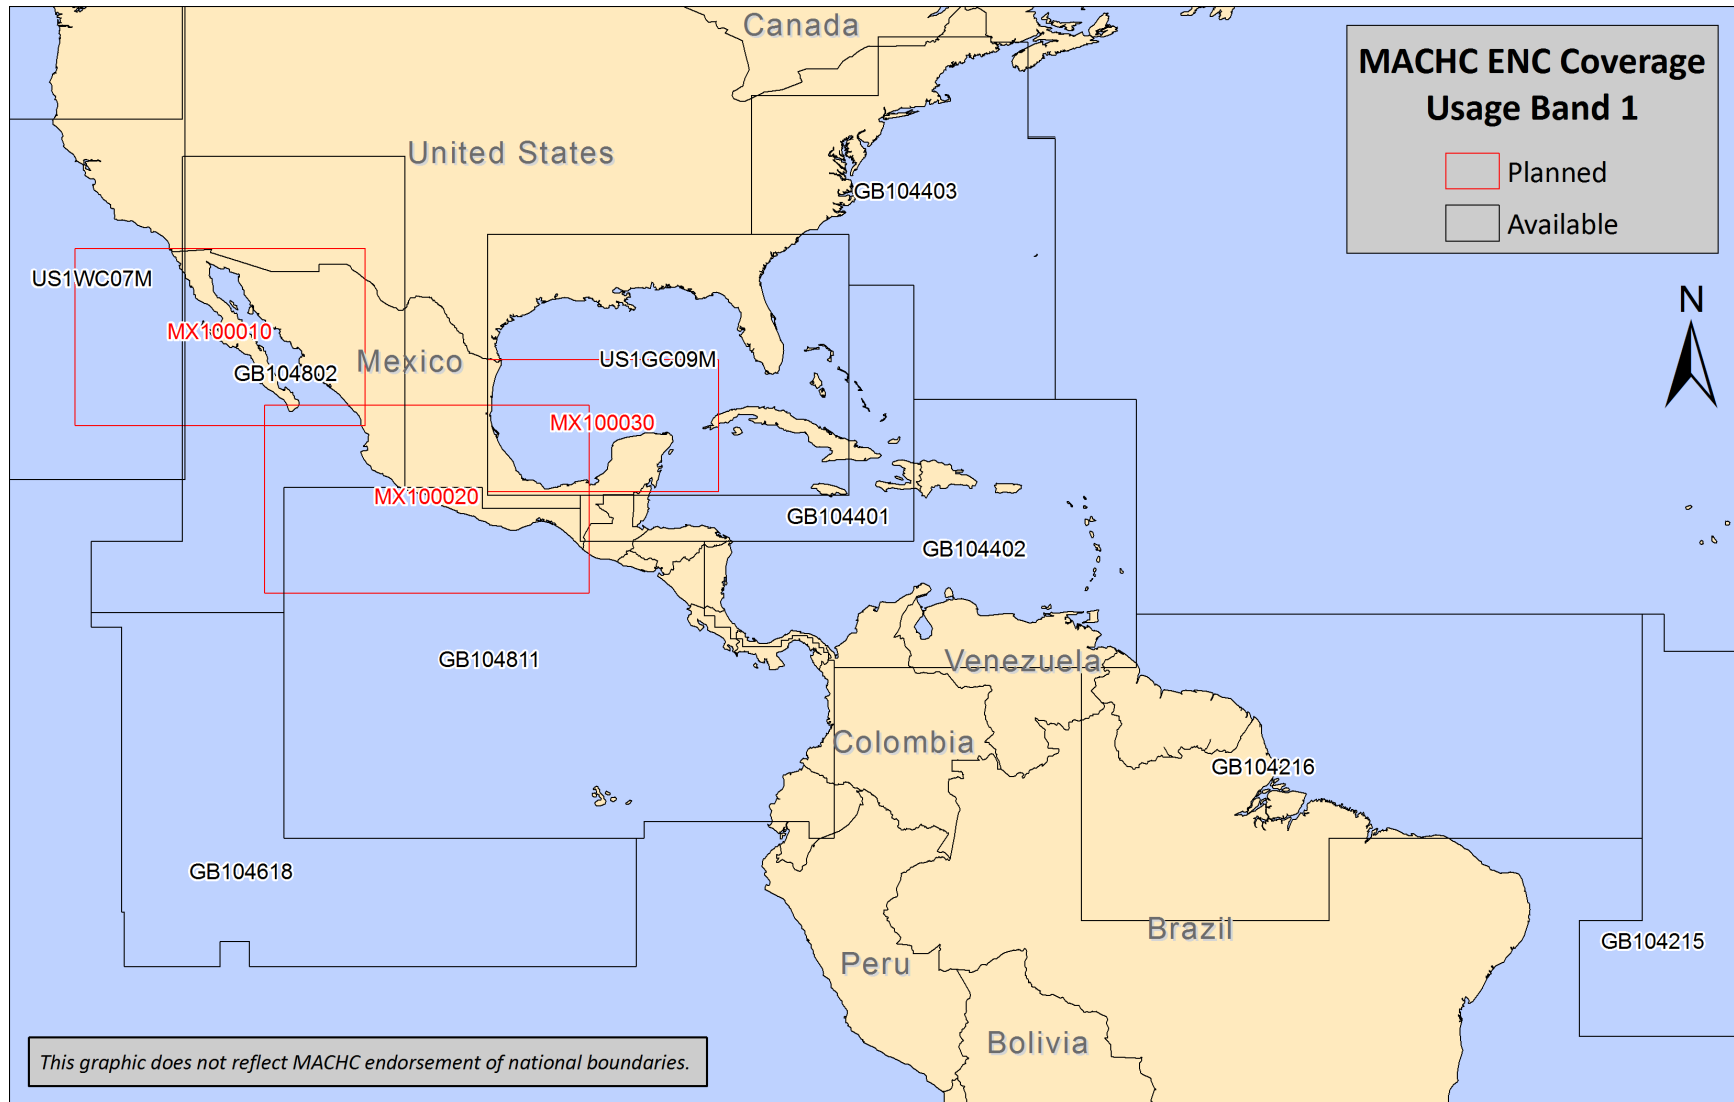 Canada
MACHC ENC Coverage
Usage Band 1
Planned
Available
United States
GB104403
US1WC07M
N
MX100010
GB104802
Mexico
US1GC09M
MX100030
MX100020
GB104401
GB104402
GB104811
Venezuela
Colombia
GB104216
GB104618
Brazil
GB104215
Peru
Bolivia
This graphic does not reflect MACHC endorsement of national boundaries.